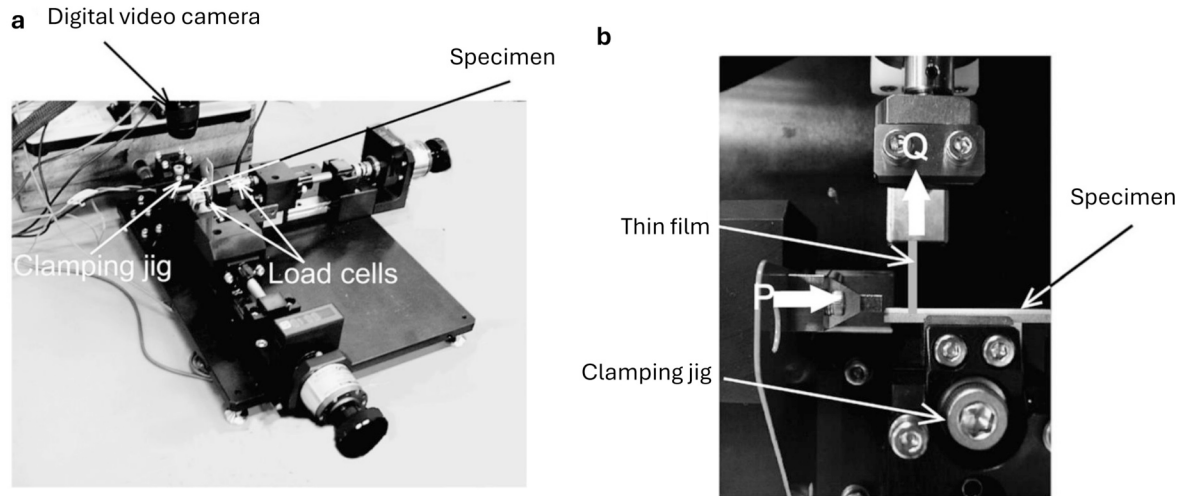 a
Digital video camera
Specimen
Clamping jig
Load cells
b
Q
Thin film
Specimen
P
Clamping jig